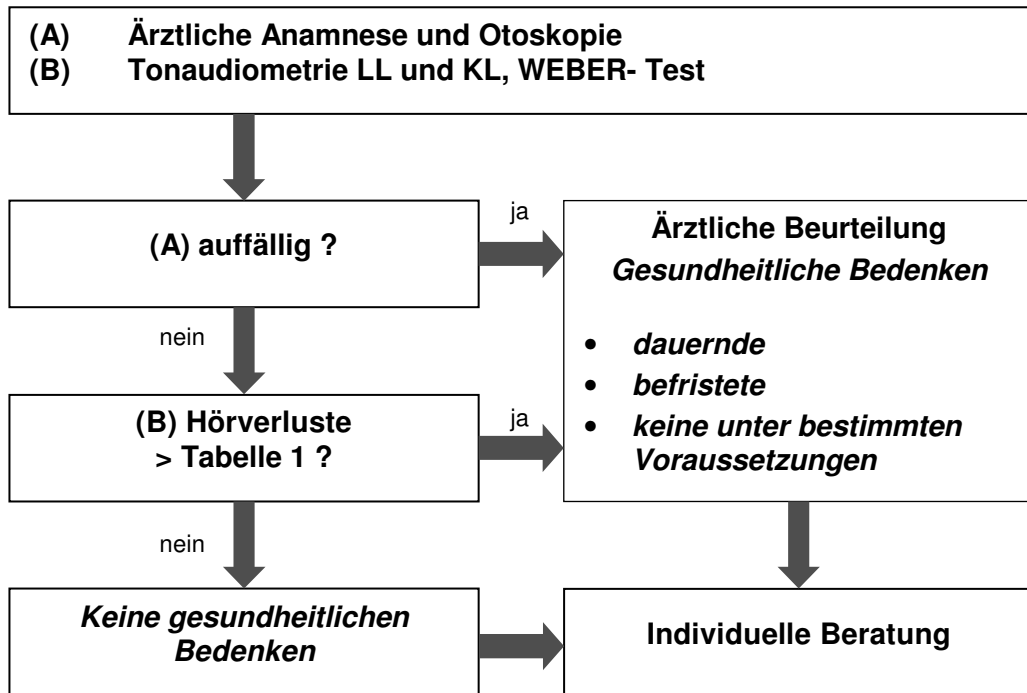 (A) Ärztliche Anamnese und Otoskopie
(B) Tonaudiometrie LL und KL, WEBER- Test
(A) auffällig ?
ja
Ärztliche Beurteilung
Gesundheitliche Bedenken
• dauernde
• befristete
• keine unter bestimmten
Voraussetzungen
nein
(B) Hörverluste
> Tabelle 1 ?
ja
nein
Keine gesundheitlichen
Bedenken
Individuelle Beratung